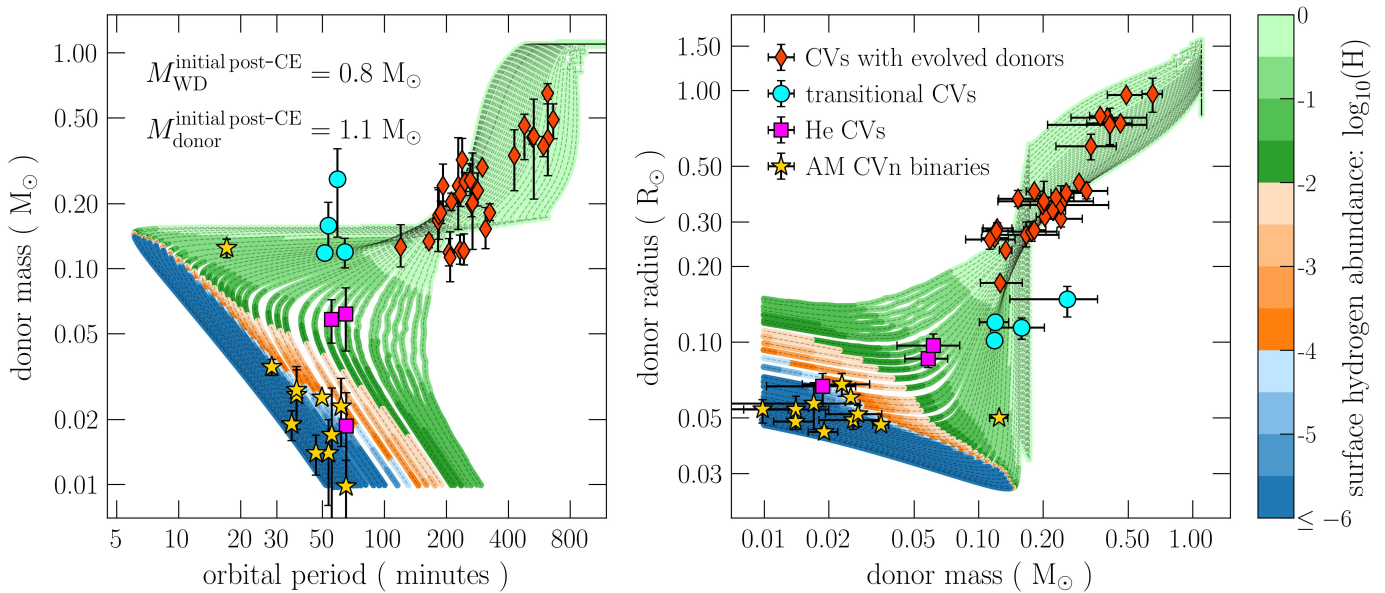 M_WD^initial post-CE = 0.8 M⊙
M_donor^initial post-CE = 1.1 M⊙
donor mass ( M⊙ )
1.00
0.50
0.20
0.10
0.05
0.02
0.01
5 10 20 30 50 100 200 400 800
orbital period ( minutes )
CVs with evolved donors
transitional CVs
He CVs
AM CVn binaries
donor radius ( R⊙ )
1.50
1.00
0.50
0.30
0.20
0.10
0.05
0.03
0.01 0.02 0.05 0.10 0.20 0.50 1.00
donor mass ( M⊙ )
0
-1
-2
-3
-4
-5
≤ −6
surface hydrogen abundance: log10(H)